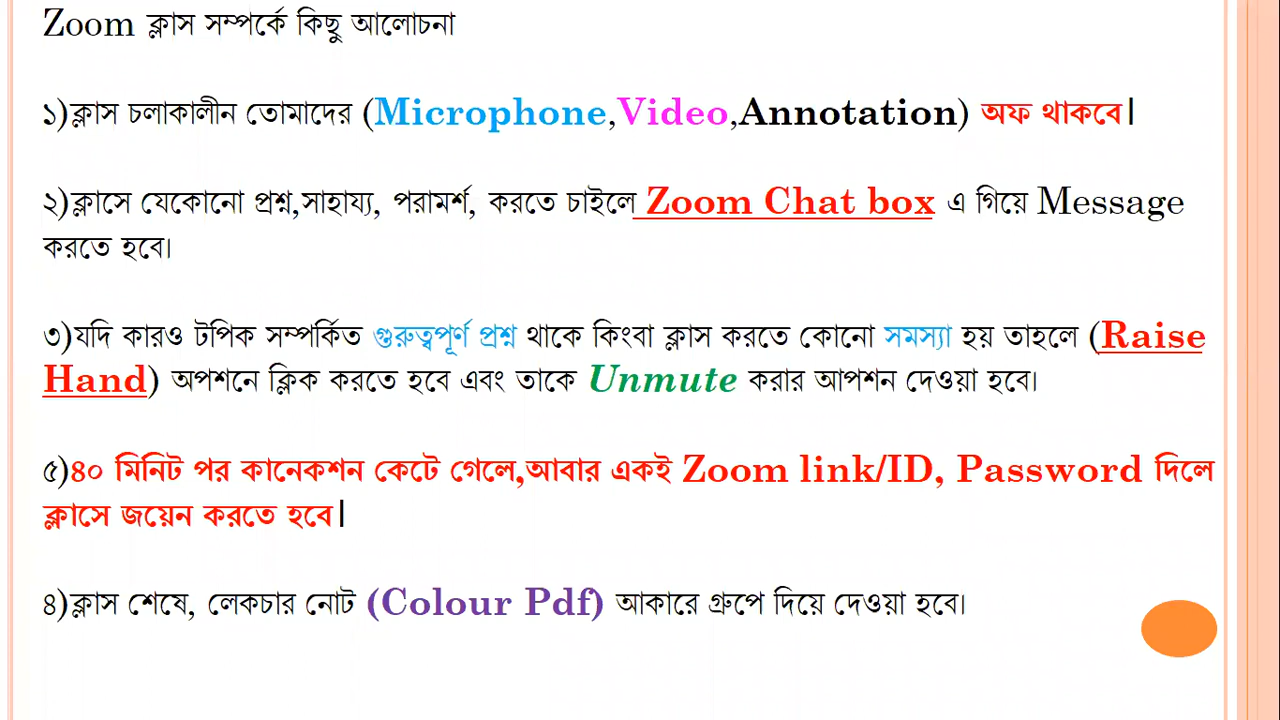 Zoom ক্লাস সম্পর্কে কিছু আলোচনা
১)ক্লাস চলাকালীন তোমাদের (Microphone,Video,Annotation) অফ থাকবে।
২)ক্লাসে যেকোনো প্রশ্ন,সাহায্য, পরামর্শ, করতে চাইলে Zoom Chat box এ গিয়ে Message
করতে হবে।
৩)যদি কারও টপিক সম্পর্কিত গুরুত্বপূর্ণ প্রশ্ন থাকে কিংবা ক্লাস করতে কোনো সমস্যা হয় তাহলে (Raise
Hand) অপশনে ক্লিক করতে হবে এবং তাকে Unmute করার আপশন দেওয়া হবে।
৫)৪০ মিনিট পর কানেকশন কেটে গেলে,আবার একই Zoom link/ID, Password দিলে
ক্লাসে জয়েন করতে হবে।
৪)ক্লাস শেষে, লেকচার নোট (Colour Pdf) আকারে গ্রুপে দিয়ে দেওয়া হবে।